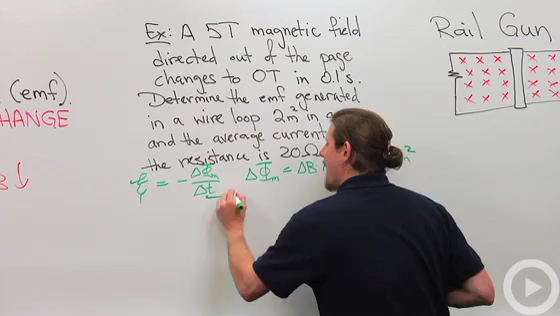 (emf).
CHANGE
B ↓
Ex: A 5T magnetic field
directed out of the page
changes to 0T in 0.1s.
Determine the emf generated
in a wire loop 2m² in a
and the average current
the resistance is 20Ω
ℰ = - ΔΦm / Δt    ΔΦm = ΔB ·
Rail Gun
x x x x x x
x x x x x x
x x x x x x
x x x x x x